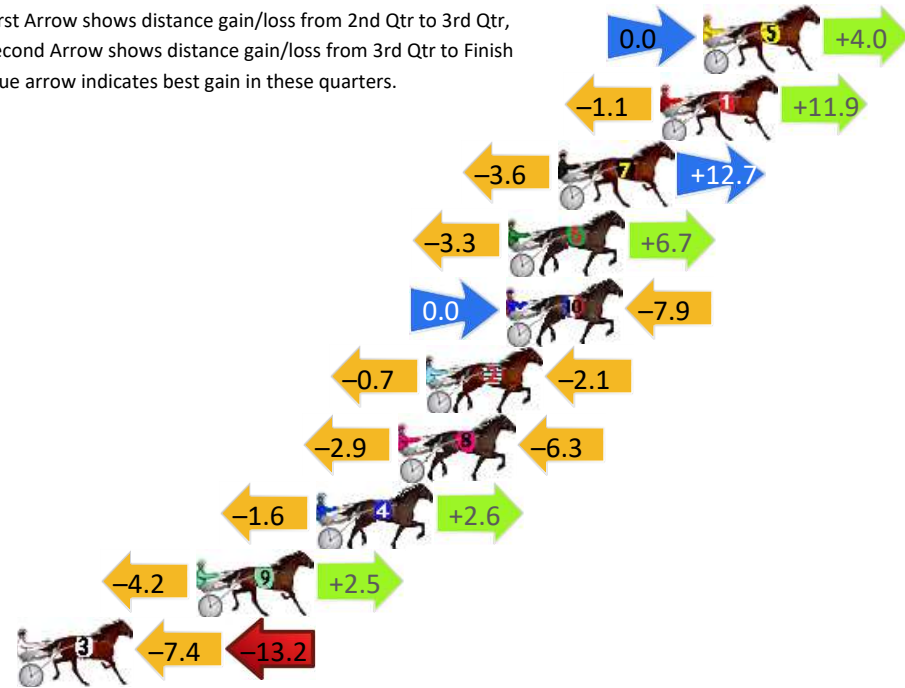 rst Arrow shows distance gain/loss from 2nd Qtr to 3rd Qtr,
econd Arrow shows distance gain/loss from 3rd Qtr to Finish
ue arrow indicates best gain in these quarters.
0.0 5 +4.0
–1.1 1 +11.9
–3.6 7 +12.7
–3.3 6 +6.7
0.0 10 –7.9
–0.7 2 –2.1
–2.9 8 –6.3
–1.6 4 +2.6
–4.2 9 +2.5
3 –7.4 –13.2